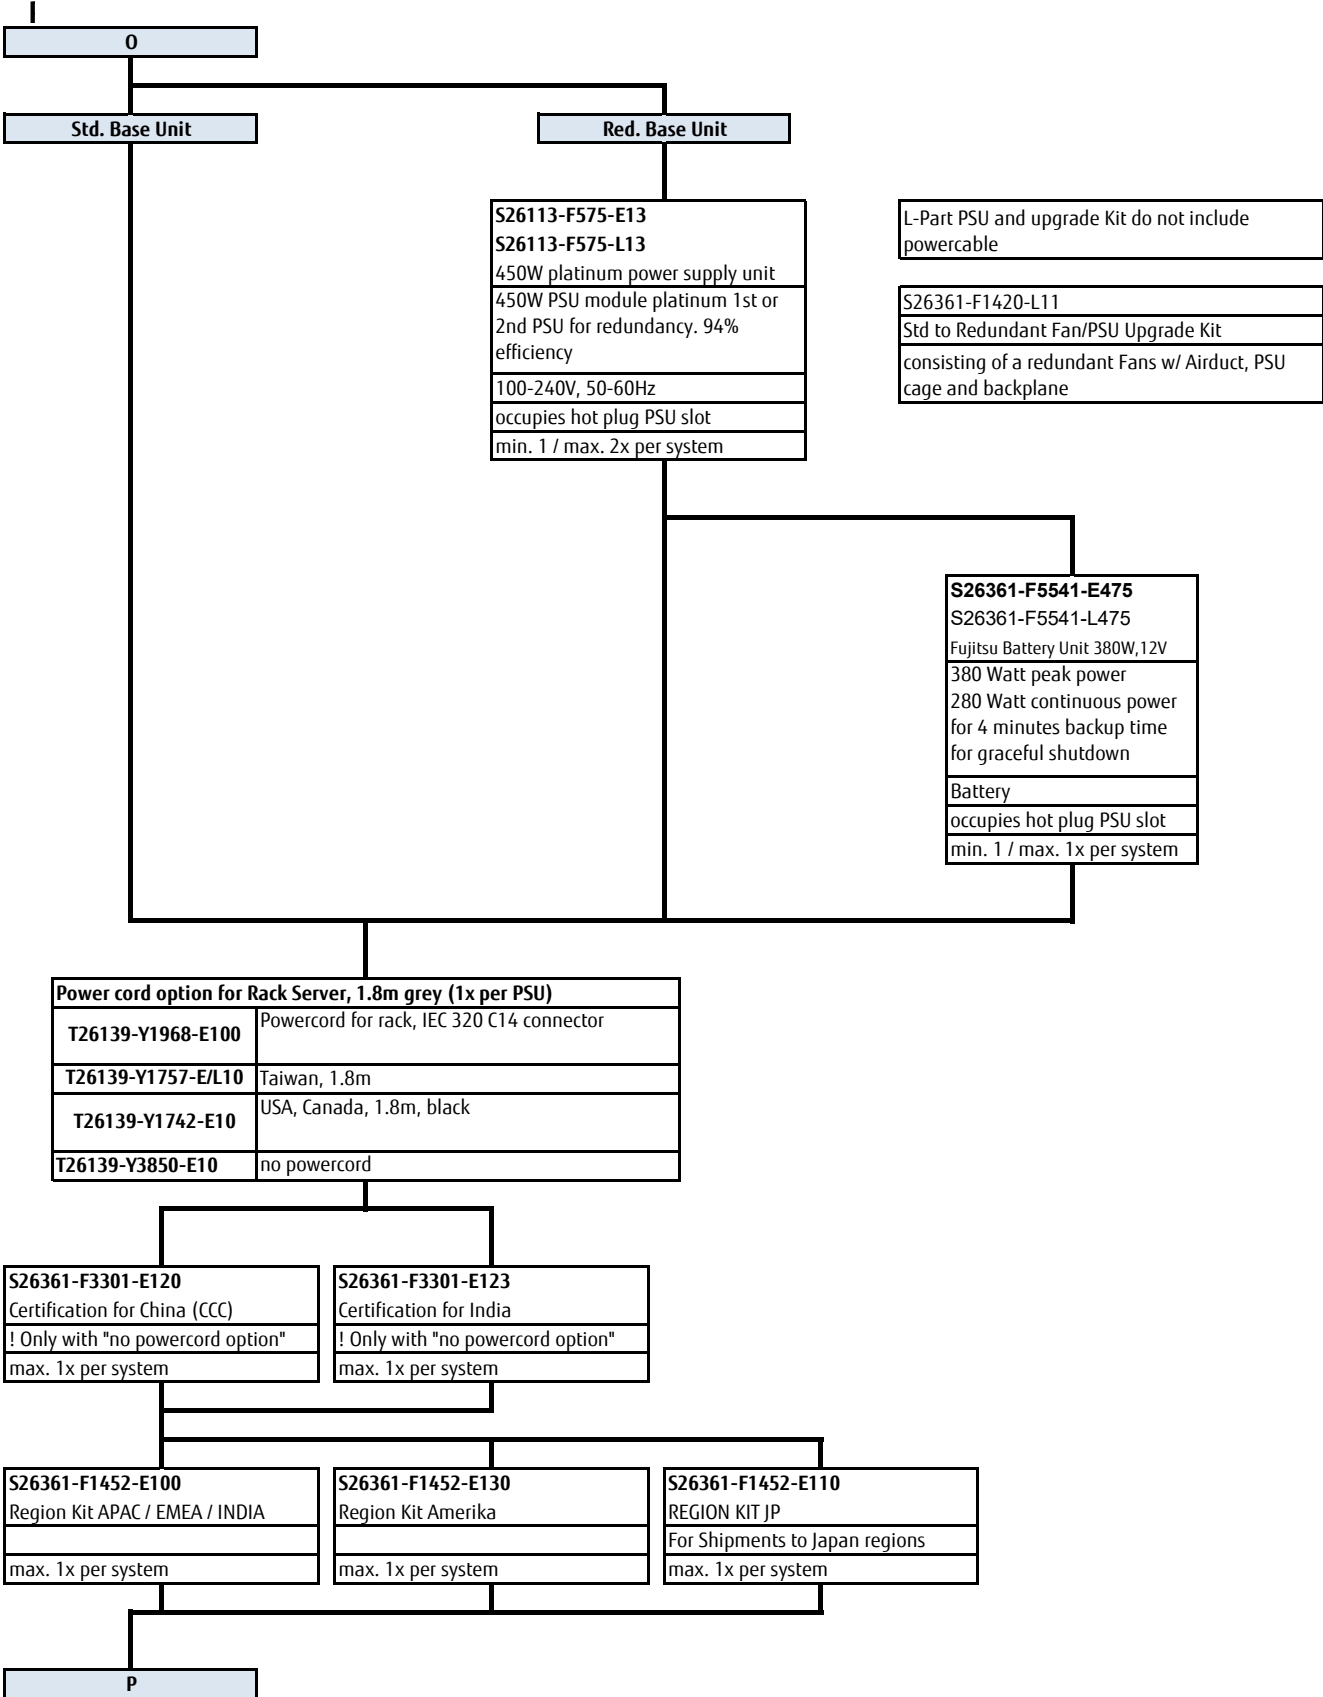 O
Std. Base Unit
Red. Base Unit
S26113-F575-E13
S26113-F575-L13
450W platinum power supply unit
450W PSU module platinum 1st or
2nd PSU for redundancy. 94%
efficiency
100-240V, 50-60Hz
occupies hot plug PSU slot
min. 1 / max. 2x per system
L-Part PSU and upgrade Kit do not include
powercable
S26361-F1420-L11
Std to Redundant Fan/PSU Upgrade Kit
consisting of a redundant Fans w/ Airduct, PSU
cage and backplane
S26361-F5541-E475
S26361-F5541-L475
Fujitsu Battery Unit 380W,12V
380 Watt peak power
280 Watt continuous power
for 4 minutes backup time
for graceful shutdown
Battery
occupies hot plug PSU slot
min. 1 / max. 1x per system
Power cord option for Rack Server, 1.8m grey (1x per PSU)
T26139-Y1968-E100
Powercord for rack, IEC 320 C14 connector
T26139-Y1757-E/L10
Taiwan, 1.8m
T26139-Y1742-E10
USA, Canada, 1.8m, black
T26139-Y3850-E10
no powercord
S26361-F3301-E120
Certification for China (CCC)
! Only with "no powercord option"
max. 1x per system
S26361-F3301-E123
Certification for India
! Only with "no powercord option"
max. 1x per system
S26361-F1452-E100
Region Kit APAC / EMEA / INDIA
max. 1x per system
S26361-F1452-E130
Region Kit Amerika
max. 1x per system
S26361-F1452-E110
REGION KIT JP
For Shipments to Japan regions
max. 1x per system
P